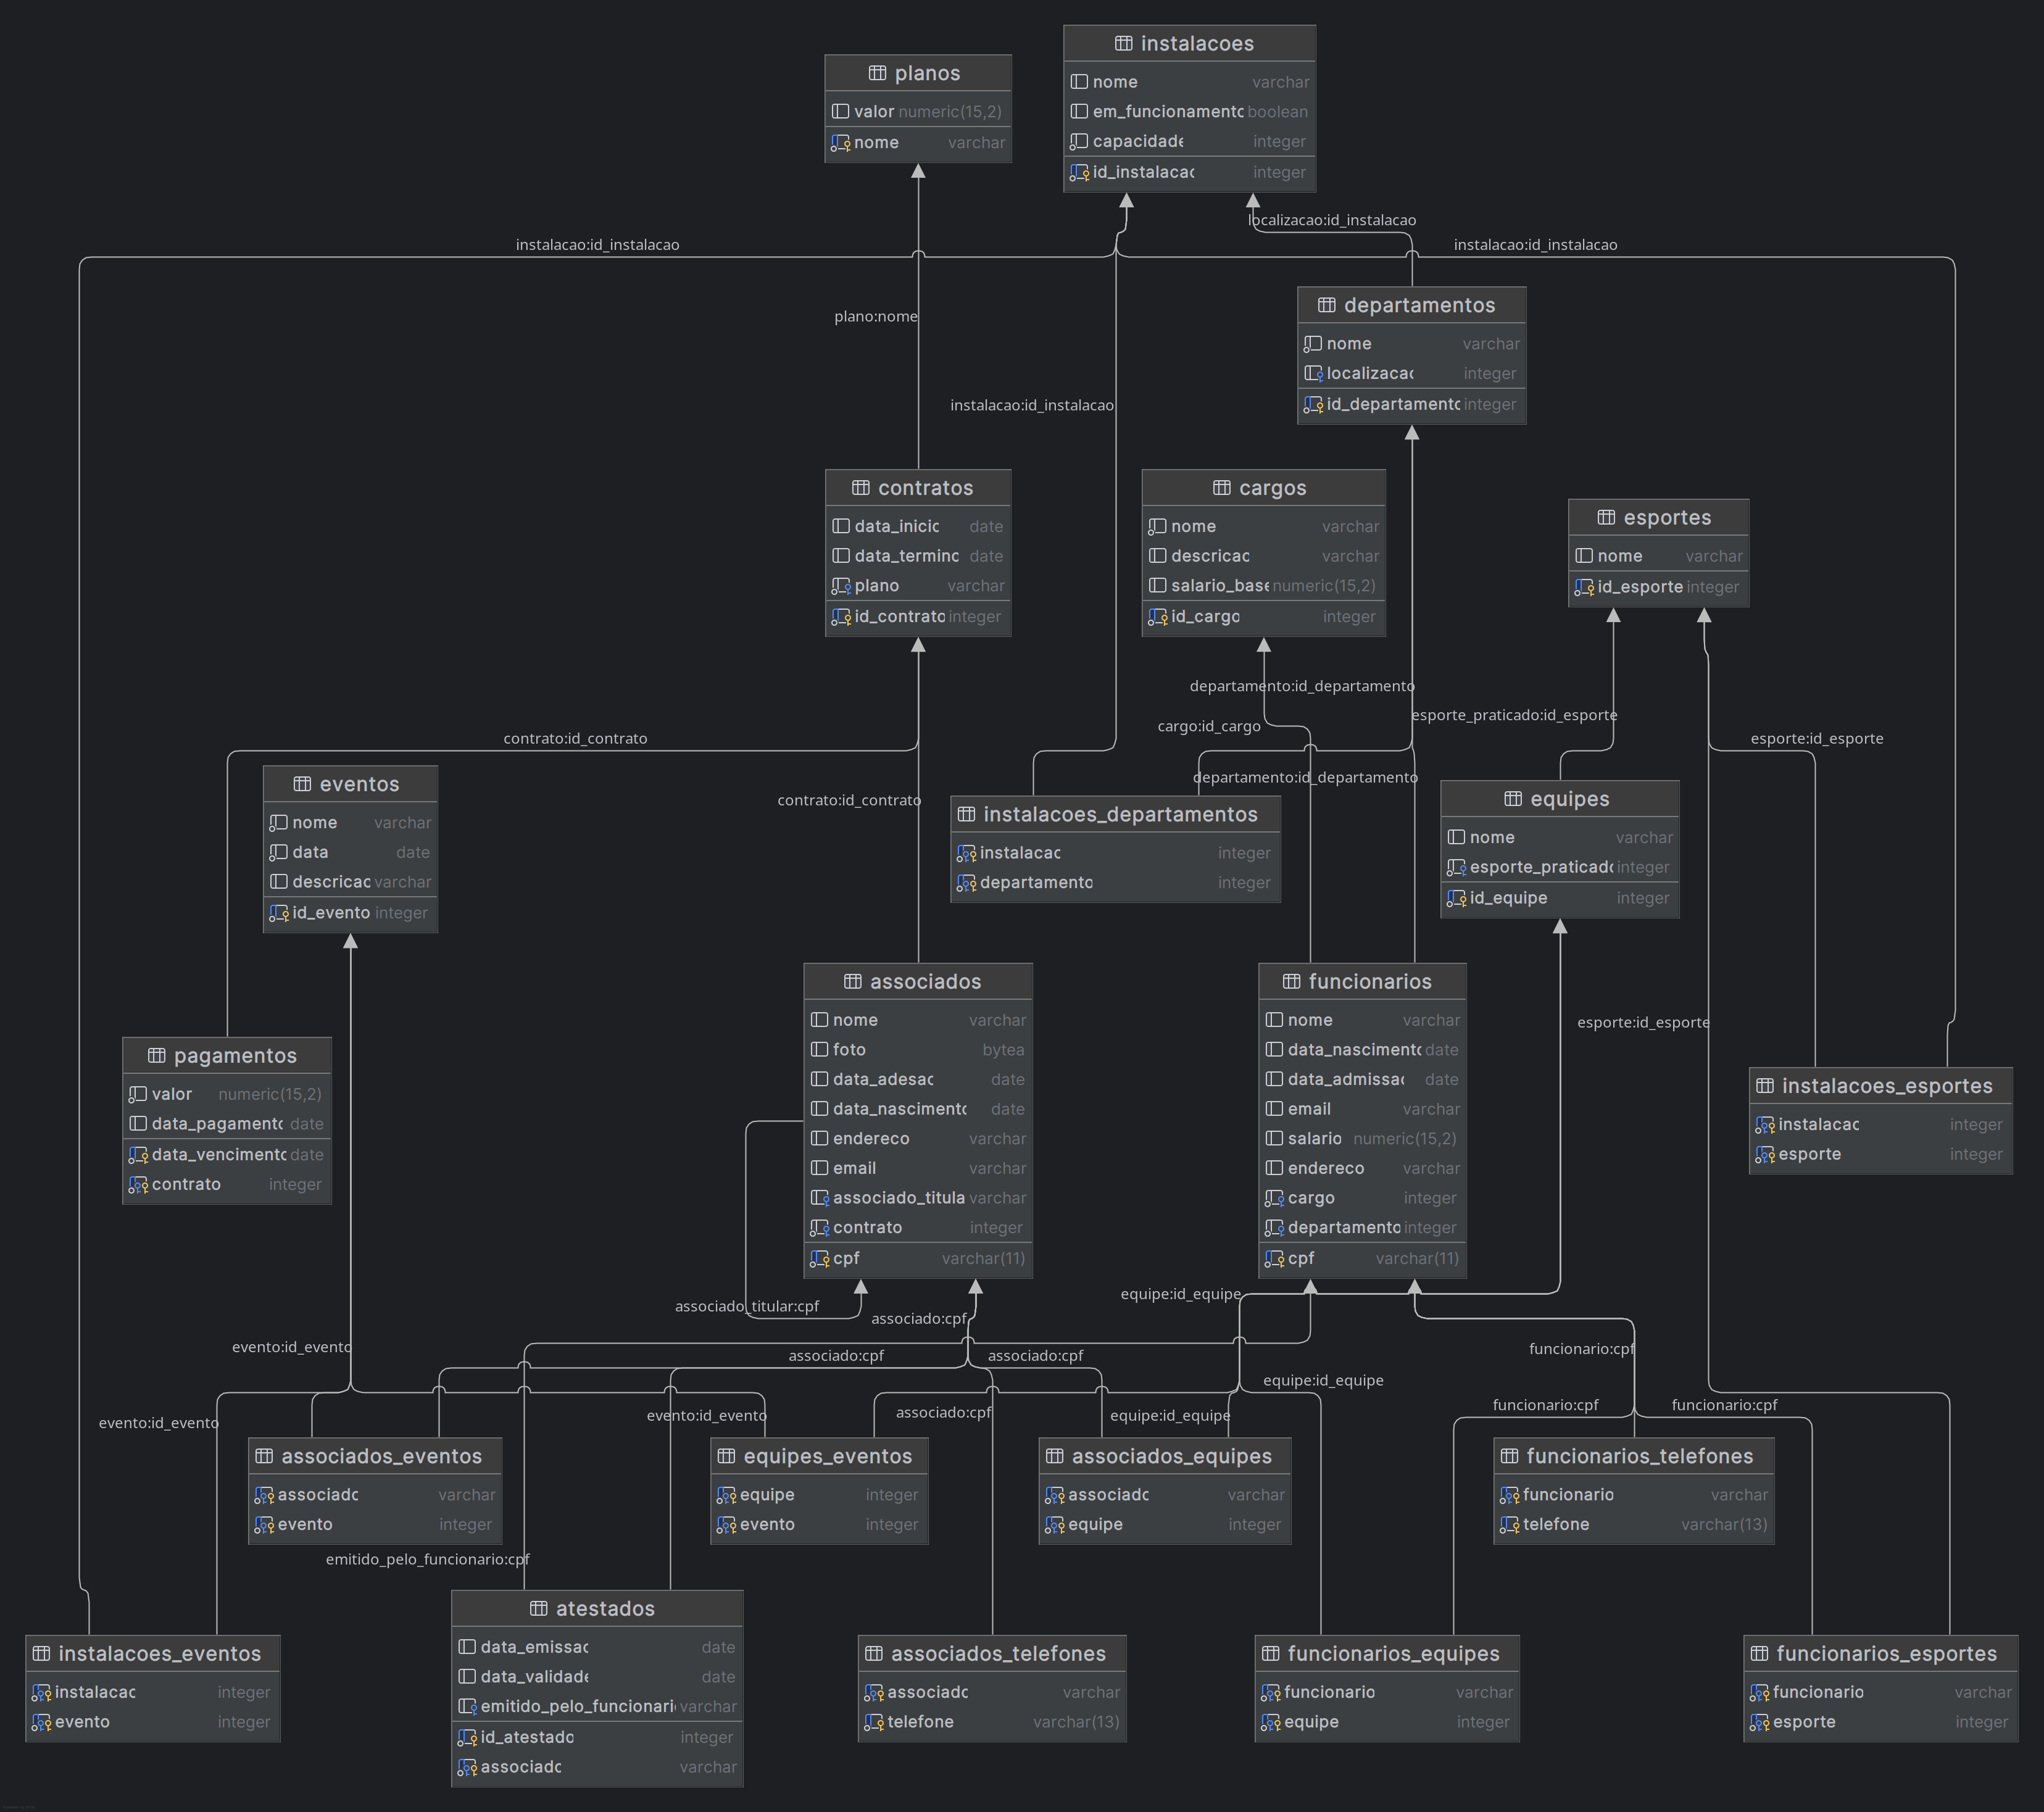 instalacoes
nome varchar
em_funcionamento boolean
capacidade integer
id_instalacac integer
planos
valor numeric(15,2)
nome varchar
localizacao:id_instalacao
instalacao:id_instalacao
instalacao:id_instalacao
departamentos
nome varchar
localizacac integer
id_departamento integer
plano:nome
instalacao:id_instalacao
contratos
data_inicic date
data_terminc date
plano varchar
id_contrato integer
cargos
nome varchar
descricac varchar
salario_base numeric(15,2)
id_cargo integer
esportes
nome varchar
id_esporte integer
departamento:id_departamento
esporte_praticado:id_esporte
cargo:id_cargo
contrato:id_contrato
esporte:id_esporte
departamento:id_departamento
contrato:id_contrato
eventos
nome varchar
data date
descricac varchar
id_evento integer
instalacoes_departamentos
instalacac integer
departamento integer
equipes
nome varchar
esporte_praticado integer
id_equipe integer
associados
nome varchar
foto bytea
data_adesac date
data_nascimento date
endereco varchar
email varchar
associado_titula varchar
contrato integer
cpf varchar(11)
funcionarios
nome varchar
data_nascimento date
data_admissac date
email varchar
salario numeric(15,2)
endereco varchar
cargo integer
departamento integer
cpf varchar(11)
esporte:id_esporte
pagamentos
valor numeric(15,2)
data_pagamento date
data_vencimento date
contrato integer
instalacoes_esportes
instalacac integer
esporte integer
equipe:id_equipe
associado_titular:cpf
associado:cpf
evento:id_evento
associado:cpf
associado:cpf
funcionario:cpf
equipe:id_equipe
evento:id_evento
evento:id_evento
associado:cpf
equipe:id_equipe
funcionario:cpf
funcionario:cpf
associados_eventos
associadc varchar
evento integer
equipes_eventos
equipe integer
evento integer
associados_equipes
associadc varchar
equipe integer
funcionarios_telefones
funcionario varchar
telefone varchar(13)
emitido_pelo_funcionario:cpf
atestados
data_emissac date
data_validade date
emitido_pelo_funcionari varchar
id_atestado integer
associadc varchar
instalacoes_eventos
instalacac integer
evento integer
associados_telefones
associadc varchar
telefone varchar(13)
funcionarios_equipes
funcionario varchar
equipe integer
funcionarios_esportes
funcionario varchar
esporte integer